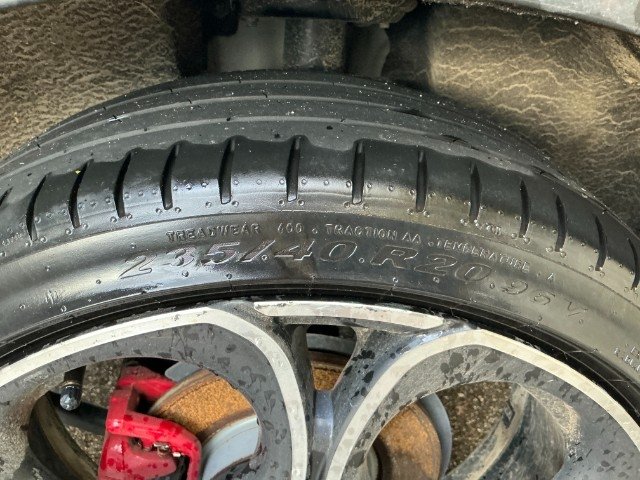 TREADWEAR 400 . TRACTION AA . TEMPERATURE . A
235/40.R20.96V